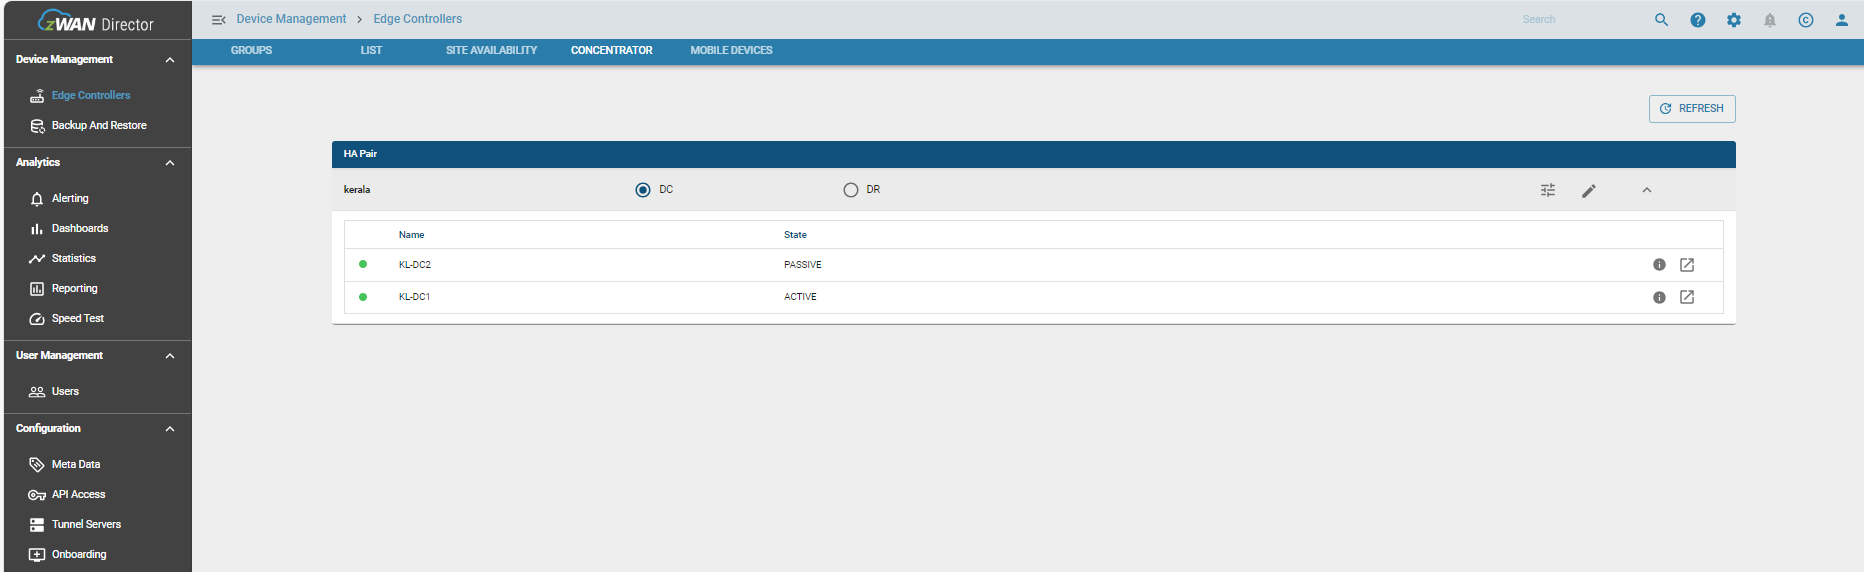 zWAN Director
Device Management > Edge Controllers
Search
GROUPS LIST SITE AVAILABILITY CONCENTRATOR MOBILE DEVICES
Device Management
Edge Controllers
Backup And Restore
Analytics
Alerting
Dashboards
Statistics
Reporting
Speed Test
User Management
Users
Configuration
Meta Data
API Access
Tunnel Servers
Onboarding
REFRESH
HA Pair
kerala DC DR
Name State
KL-DC2 PASSIVE
KL-DC1 ACTIVE